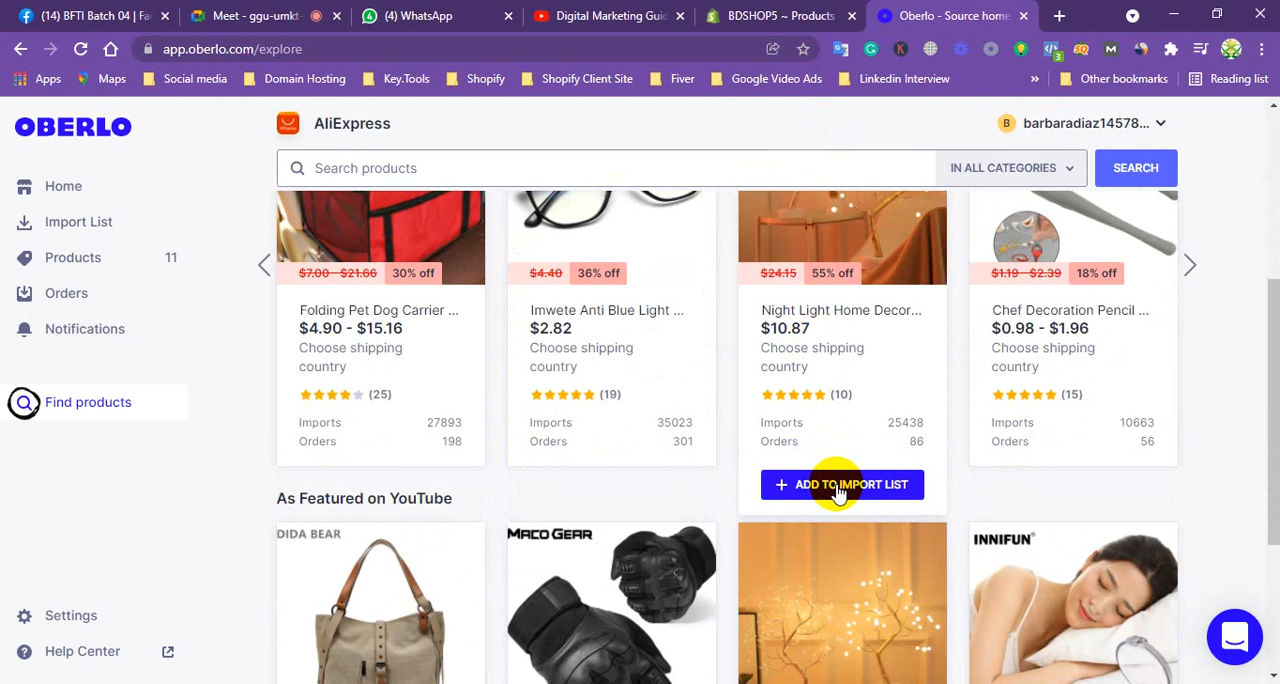 (14) BFTI Batch 04 | Fa
Meet - ggu-umkt-
(4) WhatsApp
Digital Marketing Guid
BDSHOP5 ~ Products
Oberlo - Source home
app.oberlo.com/explore
Apps
Maps
Social media
Domain Hosting
Key.Tools
Shopify
Shopify Client Site
Fiver
Google Video Ads
Linkedin Interview
»
Other bookmarks
Reading list
OBERLO
AliExpress
B barbaradiaz14578...
Search products
IN ALL CATEGORIES
SEARCH
Home
Import List
Products 11
Orders
Notifications
Find products
Settings
Help Center
$7.00 - $21.66 30% off
Folding Pet Dog Carrier ...
$4.90 - $15.16
Choose shipping
country
(25)
Imports 27893
Orders 198
$4.40 36% off
Imwete Anti Blue Light ...
$2.82
Choose shipping
country
(19)
Imports 35023
Orders 301
$24.15 55% off
Night Light Home Decor...
$10.87
Choose shipping
country
(10)
Imports 25438
Orders 86
+ ADD TO IMPORT LIST
$1.19 - $2.39 18% off
Chef Decoration Pencil ...
$0.98 - $1.96
Choose shipping
country
(15)
Imports 10663
Orders 56
As Featured on YouTube
DIDA BEAR
MACO GEAR
INNIFUN®